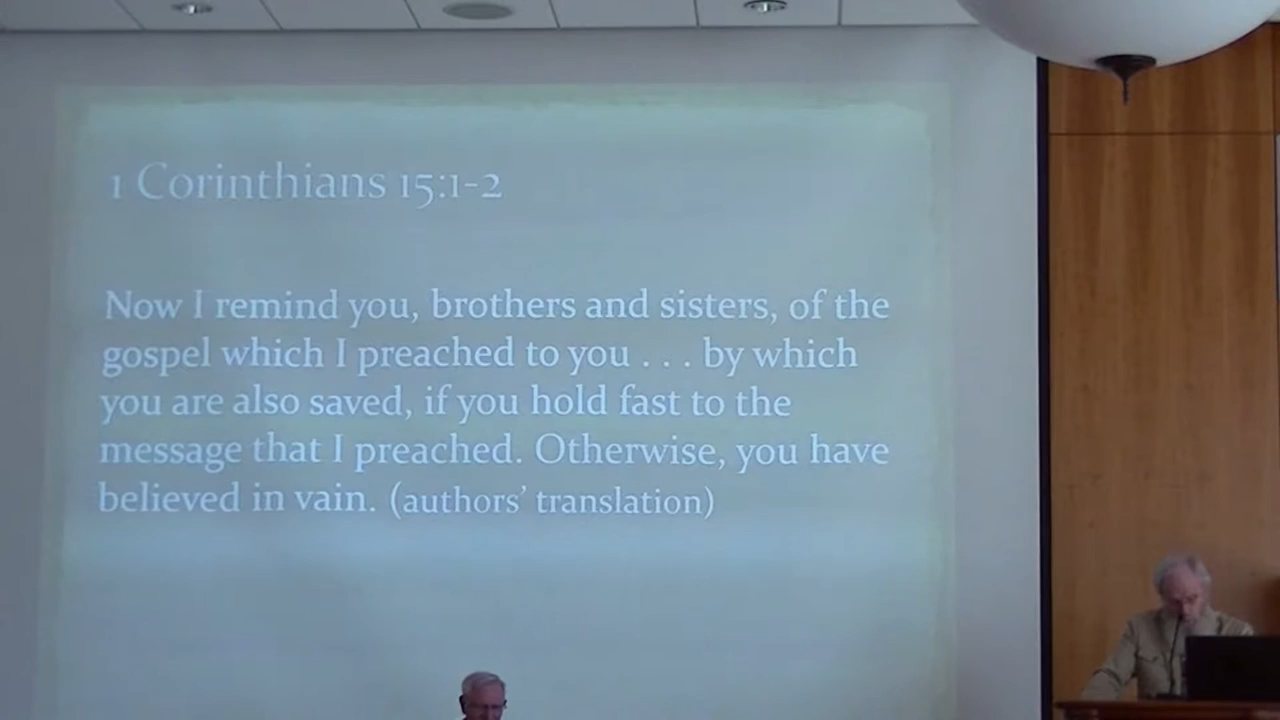 1 Corinthians 15:1-2
Now I remind you, brothers and sisters, of the
gospel which I preached to you . . . by which
you are also saved, if you hold fast to the
message that I preached. Otherwise, you have
believed in vain. (authors’ translation)